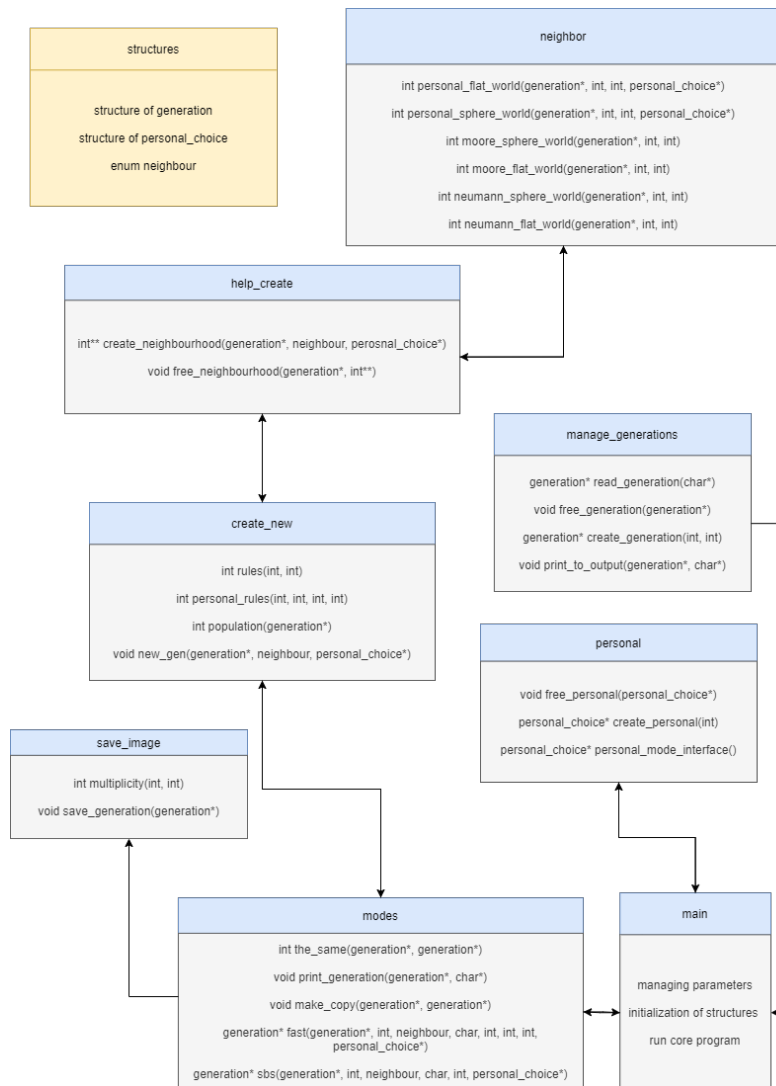 structures
structure of generation
structure of personal_choice
enum neighbour
neighbor
int personal_flat_world(generation*, int, int, personal_choice*)
int personal_sphere_world(generation*, int, int, personal_choice*)
int moore_sphere_world(generation*, int, int)
int moore_flat_world(generation*, int, int)
int neumann_sphere_world(generation*, int, int)
int neumann_flat_world(generation*, int, int)
help_create
int** create_neighbourhood(generation*, neighbour, perosnal_choice*)
void free_neighbourhood(generation*, int**)
manage_generations
generation* read_generation(char*)
void free_generation(generation*)
generation* create_generation(int, int)
void print_to_output(generation*, char*)
create_new
int rules(int, int)
int personal_rules(int, int, int, int)
int population(generation*)
void new_gen(generation*, neighbour, personal_choice*)
personal
void free_personal(personal_choice*)
personal_choice* create_personal(int)
personal_choice* personal_mode_interface()
save_image
int multiplicity(int, int)
void save_generation(generation*)
modes
int the_same(generation*, generation*)
void print_generation(generation*, char*)
void make_copy(generation*, generation*)
generation* fast(generation*, int, neighbour, char, int, int, int,
personal_choice*)
generation* sbs(generation*, int, neighbour, char, int, personal_choice*)
main
managing parameters
initialization of structures
run core program